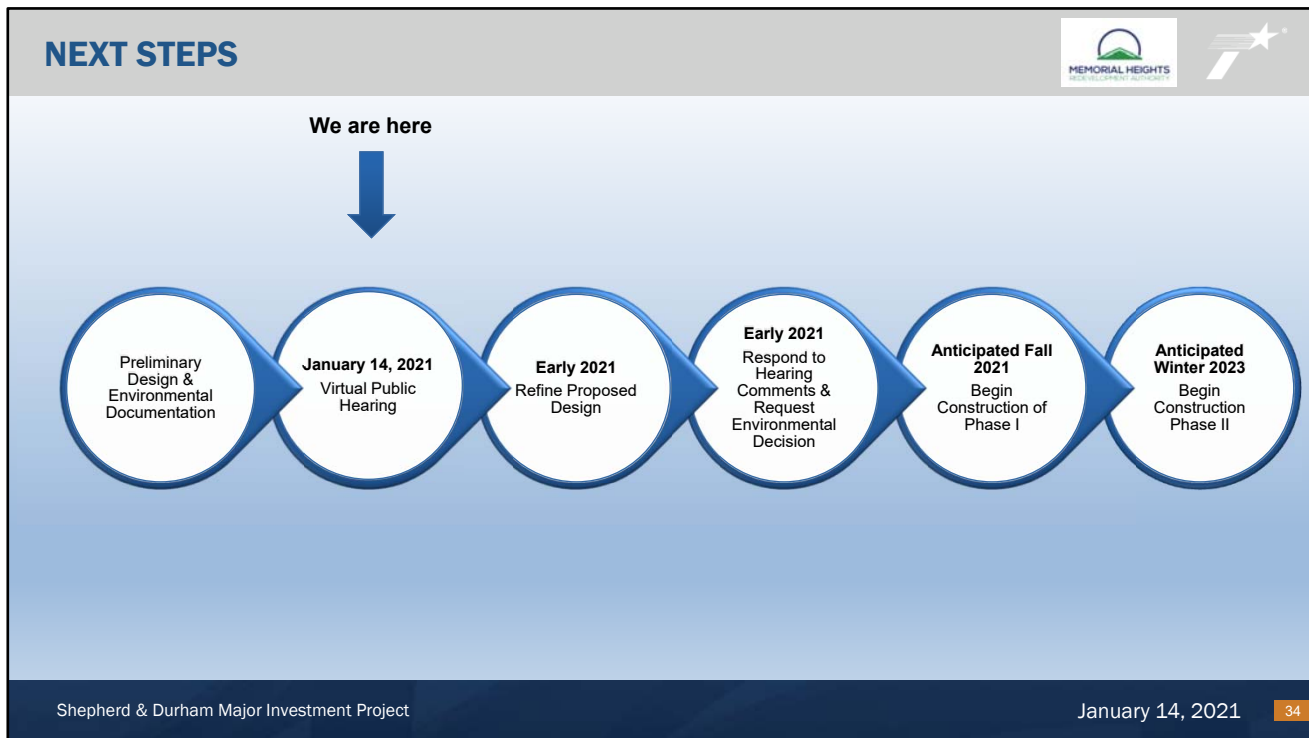 NEXT STEPS
MEMORIAL HEIGHTS
REDEVELOPMENT AUTHORITY
We are here
Preliminary
Design &
Environmental
Documentation
January 14, 2021
Virtual Public
Hearing
Early 2021
Refine Proposed
Design
Early 2021
Respond to
Hearing
Comments &
Request
Environmental
Decision
Anticipated Fall
2021
Begin
Construction of
Phase I
Anticipated
Winter 2023
Begin
Construction
Phase II
Shepherd & Durham Major Investment Project
January 14, 2021
34